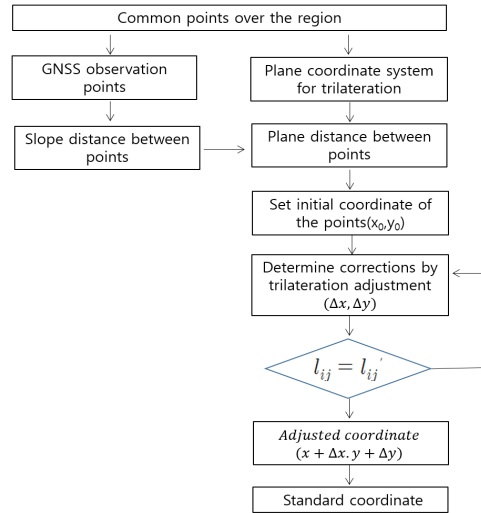 Common points over the region
GNSS observation
points
Plane coordinate system
for trilateration
Slope distance between
points
Plane distance between
points
Set initial coordinate of
the points(x₀,y₀)
Determine corrections by
trilateration adjustment
(Δx, Δy)
l_ij = l_ij'
Adjusted coordinate
(x + Δx. y + Δy)
Standard coordinate